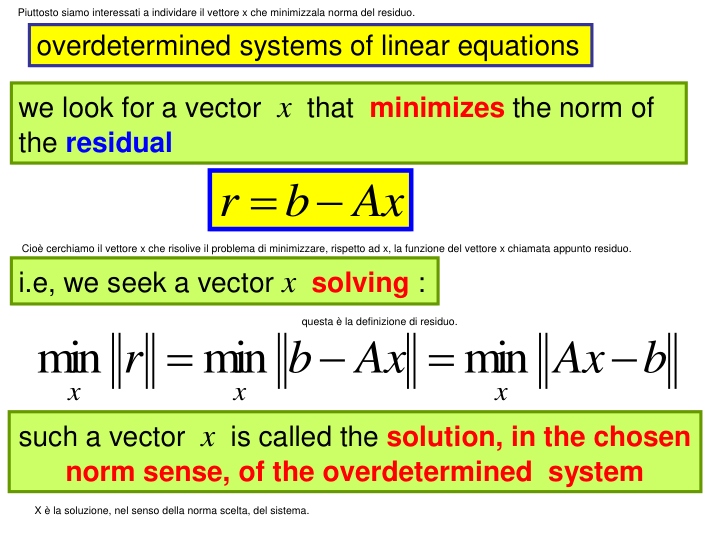 Piuttosto siamo interessati a individare il vettore x che minimizzala norma del residuo.
overdetermined systems of linear equations
we look for a vector x that minimizes the norm of
the residual
r = b − Ax
Cioè cerchiamo il vettore x che risolive il problema di minimizzare, rispetto ad x, la funzione del vettore x chiamata appunto residuo.
i.e, we seek a vector x solving :
questa è la definizione di residuo.
min ‖r‖ = min ‖b − Ax‖ = min ‖Ax − b‖
x x x
such a vector x is called the solution, in the chosen
norm sense, of the overdetermined system
X è la soluzione, nel senso della norma scelta, del sistema.